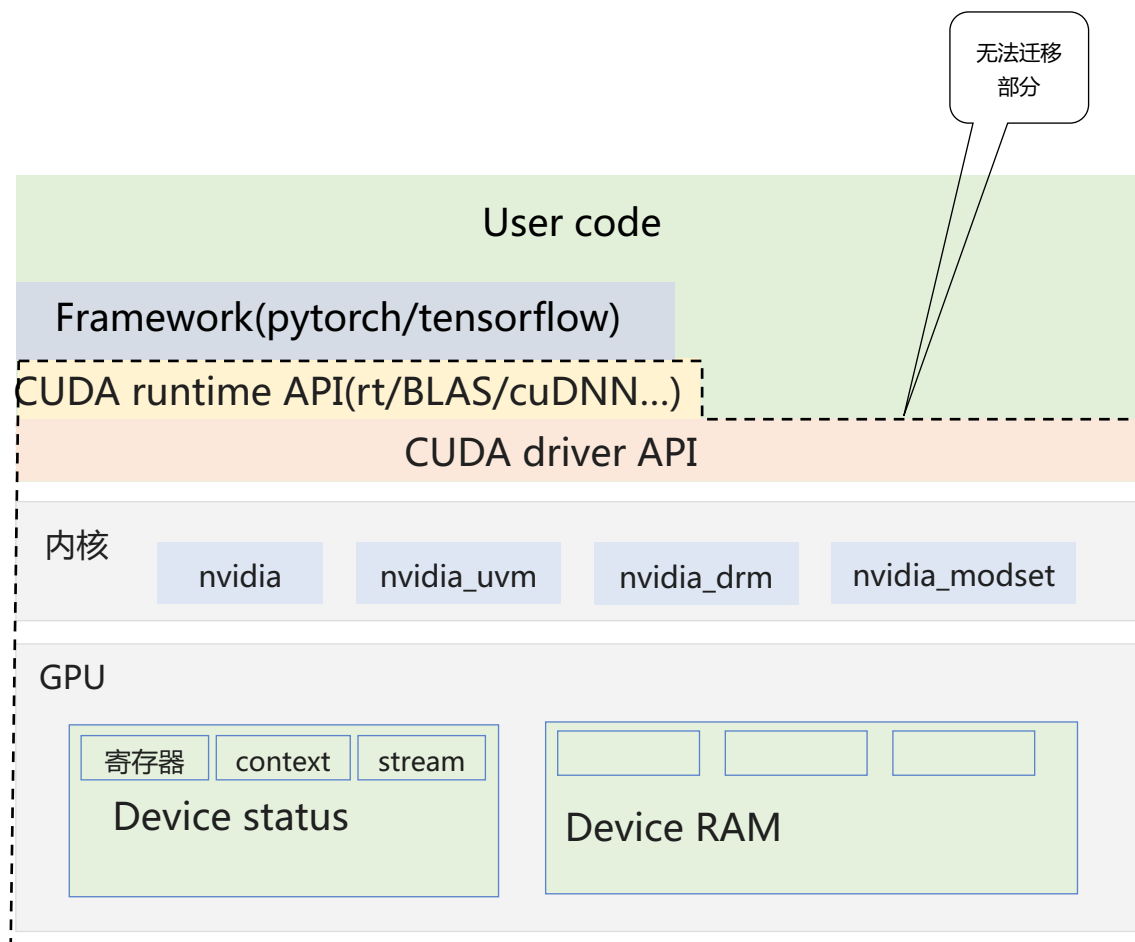 无法迁移
部分
User code
Framework(pytorch/tensorflow)
CUDA runtime API(rt/BLAS/cuDNN...)
CUDA driver API
内核
nvidia
nvidia_uvm
nvidia_drm
nvidia_modset
GPU
寄存器
context
stream
Device status
Device RAM